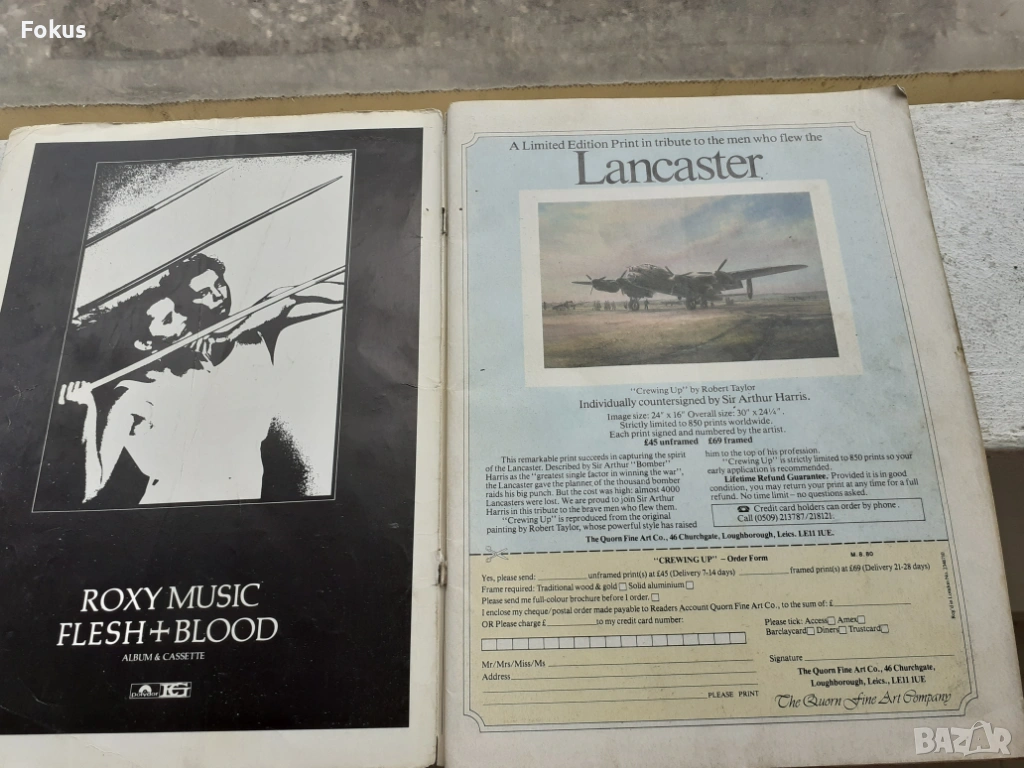 Fokus
ROXY MUSIC
FLESH+BLOOD
ALBUM & CASSETTE
Polydor
A Limited Edition Print in tribute to the men who flew the
Lancaster
"Crewing Up" by Robert Taylor
Individually countersigned by Sir Arthur Harris.
Image size: 24" x 16" Overall size: 30" x 24¼".
Strictly limited to 850 prints worldwide.
Each print signed and numbered by the artist.
£45 unframed £69 framed
This remarkable print succeeds in capturing the spirit
of the Lancaster. Described by Sir Arthur "Bomber"
Harris as the "greatest single factor in winning the war",
the Lancaster gave the planner of the thousand bomber
raids his big punch. But the cost was high: almost 4000
Lancasters were lost. We are proud to join Sir Arthur
Harris in this tribute to the brave men who flew them.
"Crewing Up" is reproduced from the original
painting by Robert Taylor, whose powerful style has raised
him to the top of his profession.
"Crewing Up" is strictly limited to 850 prints so your
early application is recommended.
Lifetime Refund Guarantee. Provided it is in good
condition, you may return your print at any time for a full
refund. No time limit – no questions asked.
Credit card holders can order by phone.
Call (0509) 213787/218121.
The Quorn Fine Art Co., 46 Churchgate, Loughborough, Leics. LE11 1UE.
"CREWING UP" – Order Form
M. 8. 80
Yes, please send: unframed print(s) at £45 (Delivery 7-14 days) framed print(s) at £69 (Delivery 21-28 days)
Frame required: Traditional wood & gold Solid aluminium
Please send me full-colour brochure before I order.
I enclose my cheque/postal order made payable to Readers Account Quorn Fine Art Co., to the sum of: £
OR Please charge £ to my credit card number:
Please tick: Access Amex
Barclaycard Diners Trustcard
Mr/Mrs/Miss/Ms
Address
PLEASE PRINT
Signature
The Quorn Fine Art Co., 46 Churchgate,
Loughborough, Leics., LE11 1UE
The Quorn Fine Art Company
BAZAR